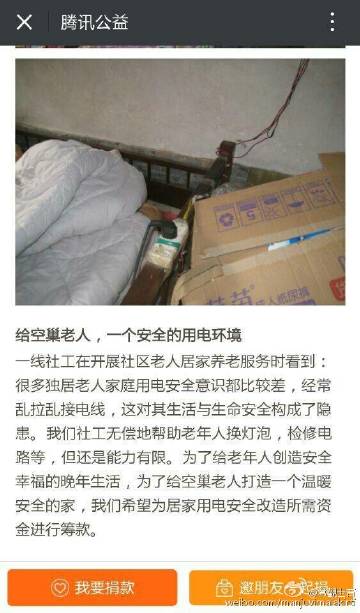 腾讯公益
给空巢老人，一个安全的用电环境
一线社工在开展社区老人居家养老服务时看到：
很多独居老人家庭用电安全意识都比较差，经常
乱拉乱接电线，这对其生活与生命安全构成了隐
患。我们社工无偿地帮助老年人换灯泡，检修电
路等，但还是能力有限。为了给老年人创造安全
幸福的晚年生活，为了给空巢老人打造一个温暖
安全的家，我们希望为居家用电安全改造所需资
金进行筹款。
我要捐款
邀朋友一起捐